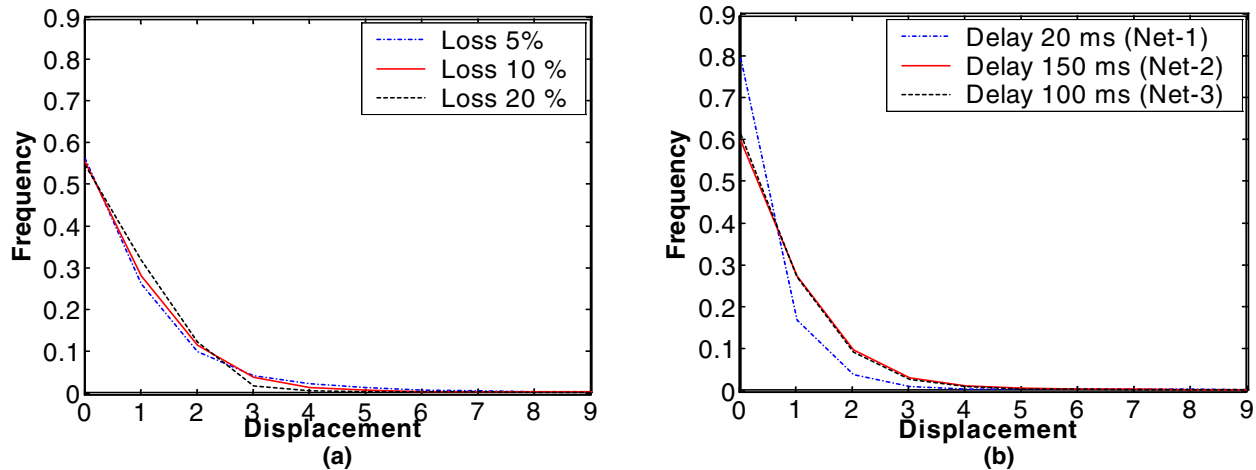 0.9
0.8
0.7
0.6
0.5
0.4
0.3
0.2
0.1
0
Frequency
Loss 5%
Loss 10 %
Loss 20 %
0 1 2 3 4 5 6 7 8 9
Displacement
(a)
0.9
0.8
0.7
0.6
0.5
0.4
0.3
0.2
0.1
0
Frequency
Delay 20 ms (Net-1)
Delay 150 ms (Net-2)
Delay 100 ms (Net-3)
0 1 2 3 4 5 6 7 8 9
Displacement
(b)